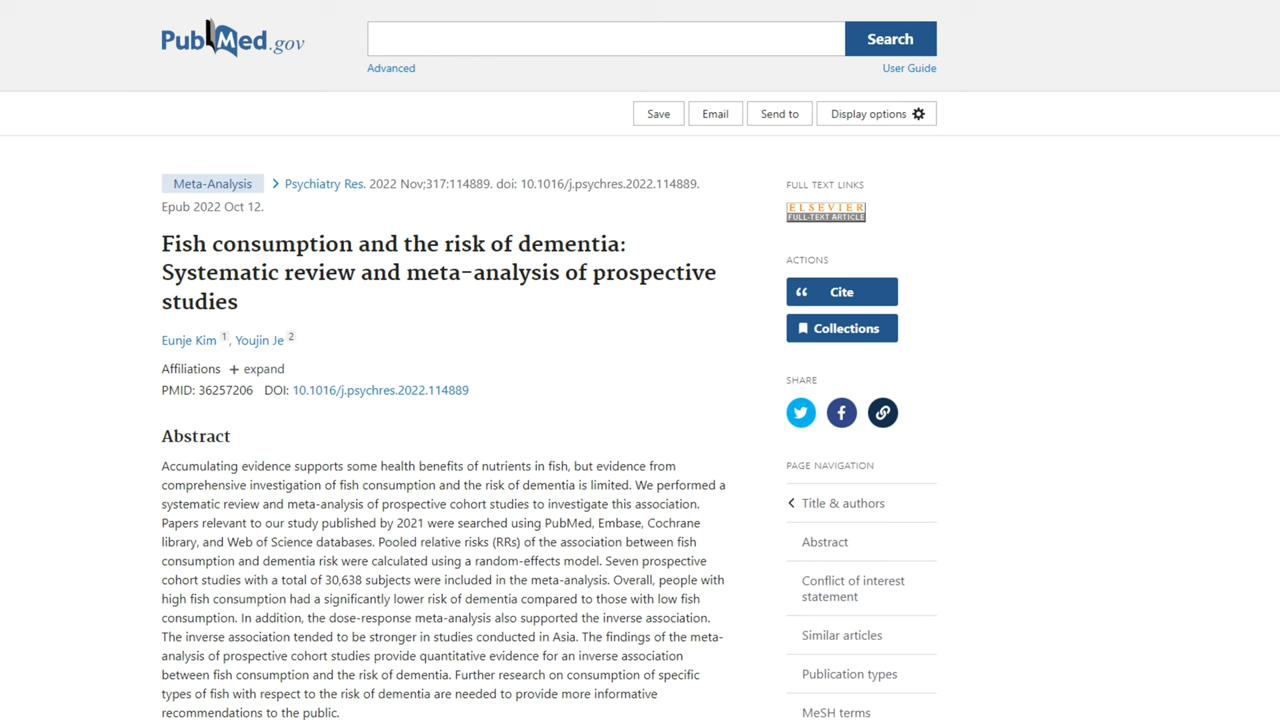 PubMed.gov
Search
Advanced
User Guide
Save
Email
Send to
Display options
Meta-Analysis
Psychiatry Res. 2022 Nov;317:114889. doi: 10.1016/j.psychres.2022.114889.
Epub 2022 Oct 12.
Fish consumption and the risk of dementia:
Systematic review and meta-analysis of prospective
studies
Eunje Kim 1, Youjin Je 2
Affiliations + expand
PMID: 36257206 DOI: 10.1016/j.psychres.2022.114889
Abstract
Accumulating evidence supports some health benefits of nutrients in fish, but evidence from
comprehensive investigation of fish consumption and the risk of dementia is limited. We performed a
systematic review and meta-analysis of prospective cohort studies to investigate this association.
Papers relevant to our study published by 2021 were searched using PubMed, Embase, Cochrane
library, and Web of Science databases. Pooled relative risks (RRs) of the association between fish
consumption and dementia risk were calculated using a random-effects model. Seven prospective
cohort studies with a total of 30,638 subjects were included in the meta-analysis. Overall, people with
high fish consumption had a significantly lower risk of dementia compared to those with low fish
consumption. In addition, the dose-response meta-analysis also supported the inverse association.
The inverse association tended to be stronger in studies conducted in Asia. The findings of the meta-
analysis of prospective cohort studies provide quantitative evidence for an inverse association
between fish consumption and the risk of dementia. Further research on consumption of specific
types of fish with respect to the risk of dementia are needed to provide more informative
recommendations to the public.
FULL TEXT LINKS
ELSEVIER
FULL-TEXT ARTICLE
ACTIONS
Cite
Collections
SHARE
PAGE NAVIGATION
Title & authors
Abstract
Conflict of interest
statement
Similar articles
Publication types
MeSH terms